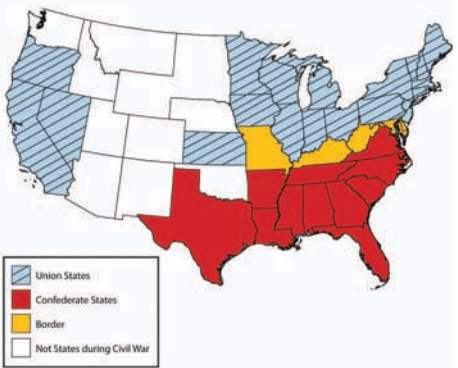 Union States
Confederate States
Border
Not States during Civil War